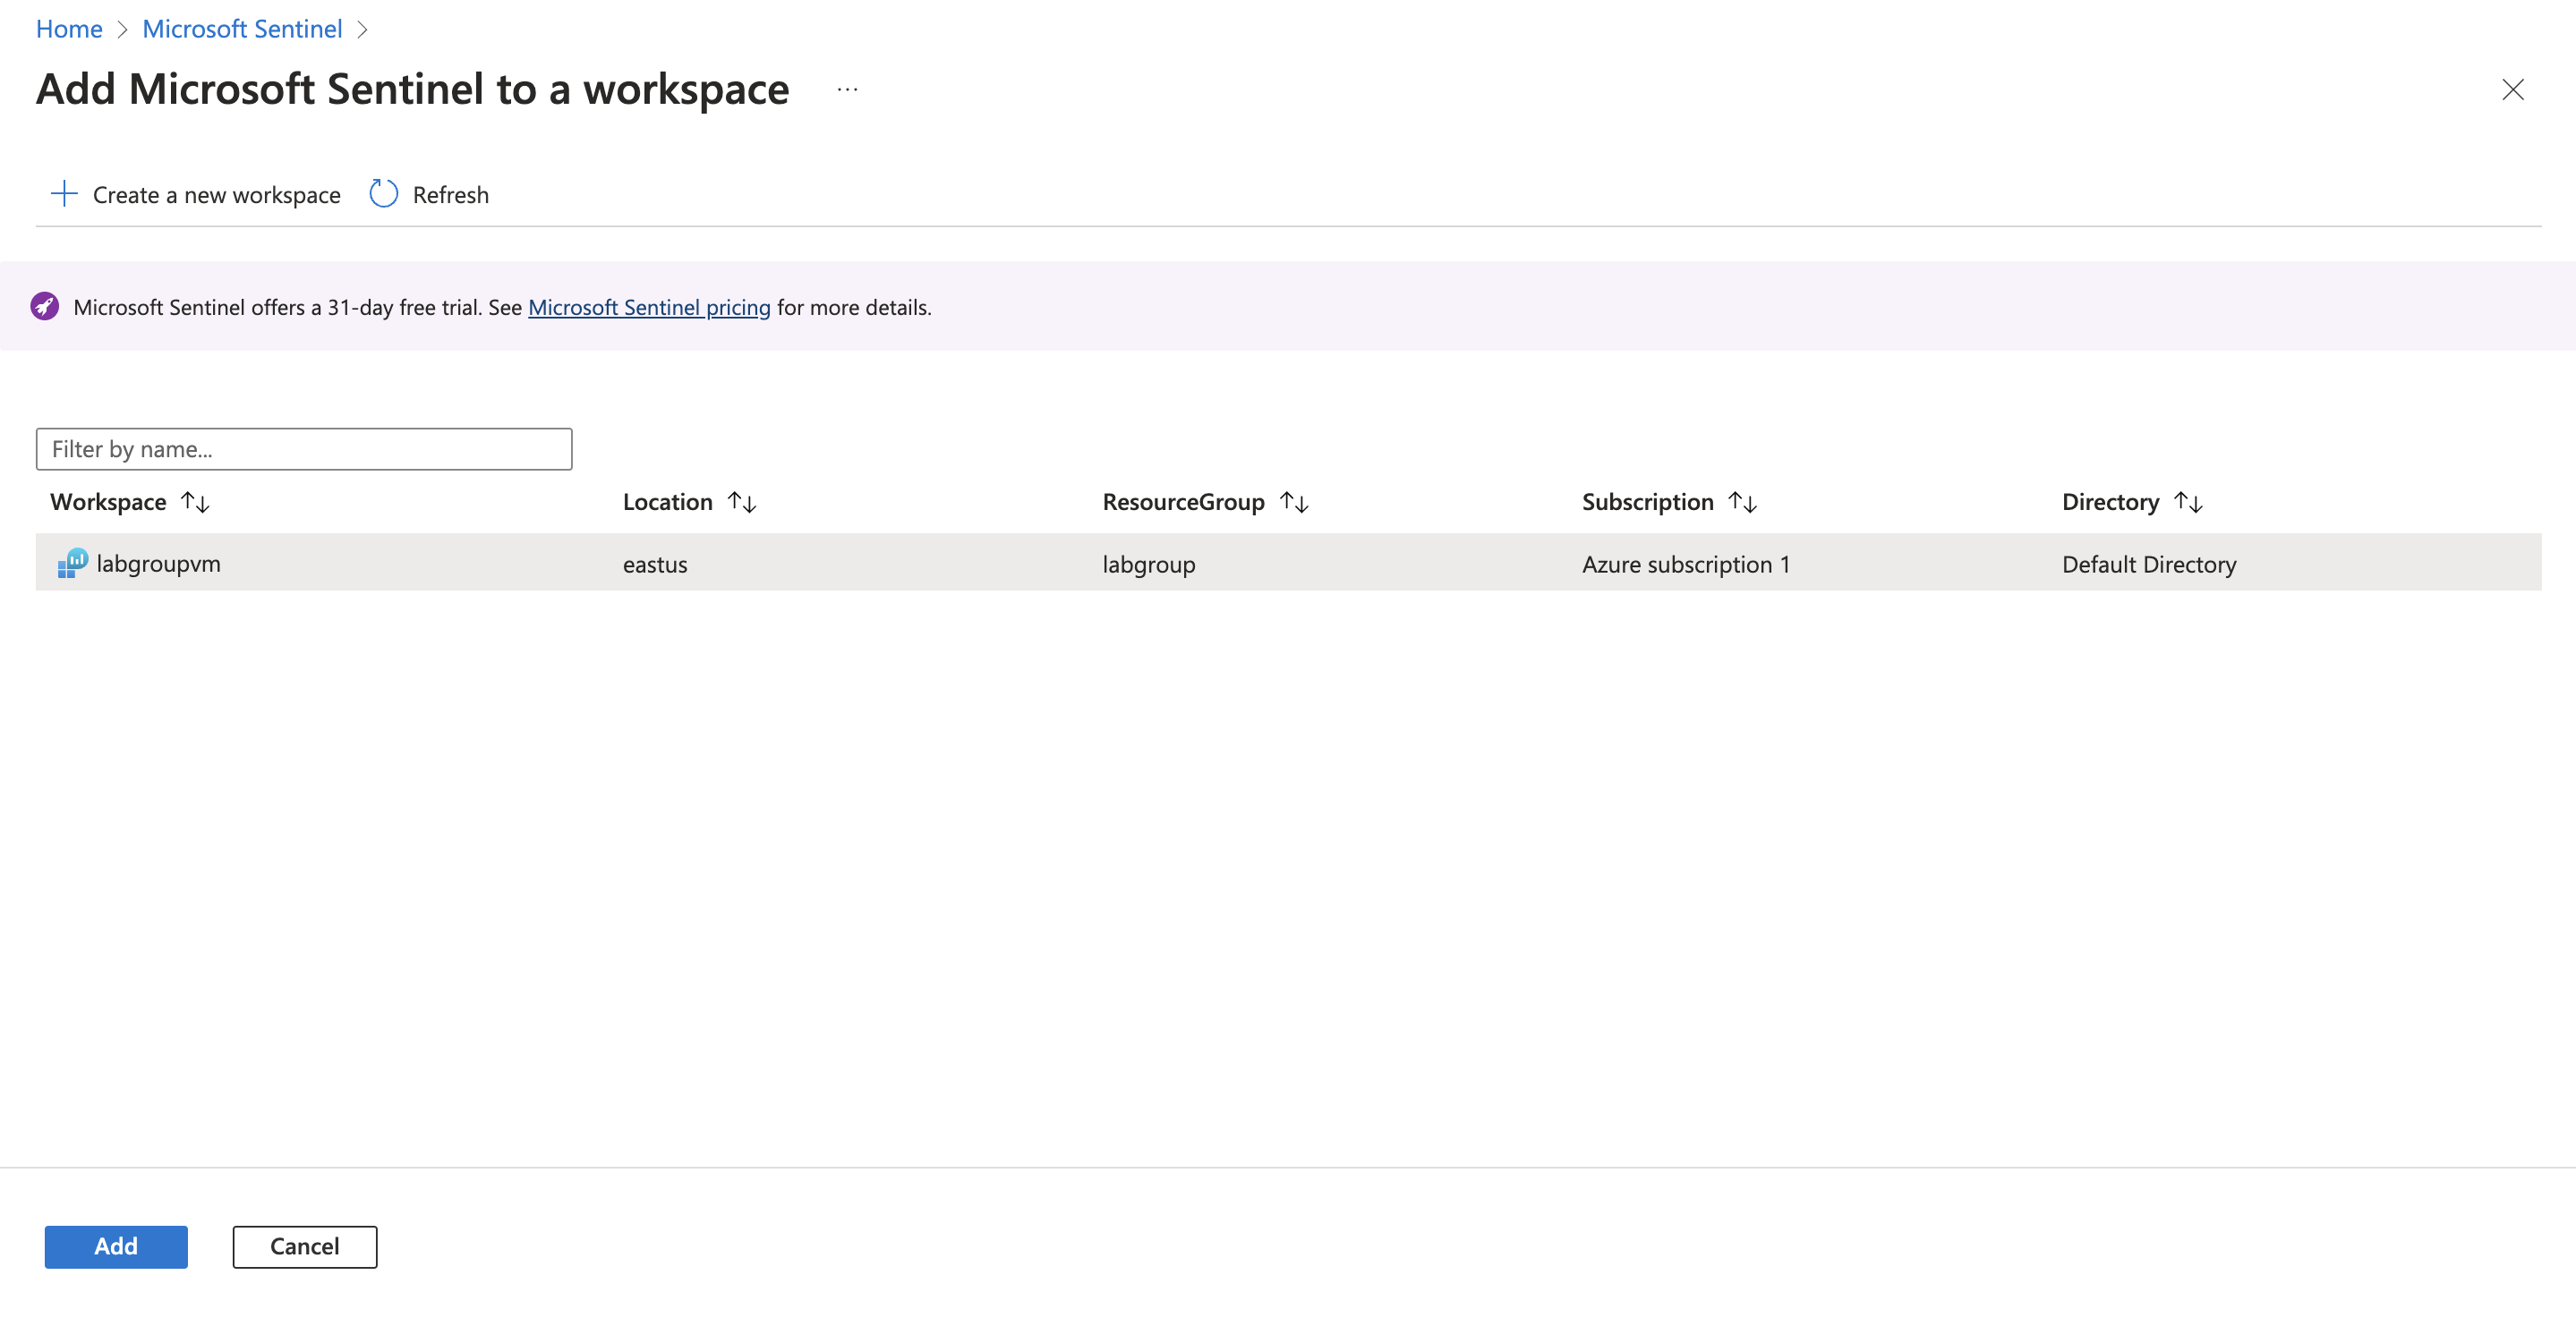 Home > Microsoft Sentinel >
Add Microsoft Sentinel to a workspace ...
Create a new workspace Refresh
Microsoft Sentinel offers a 31-day free trial. See Microsoft Sentinel pricing for more details.
Filter by name...
Workspace ↑↓ Location ↑↓ ResourceGroup ↑↓ Subscription ↑↓ Directory ↑↓
labgroupvm eastus labgroup Azure subscription 1 Default Directory
Add Cancel